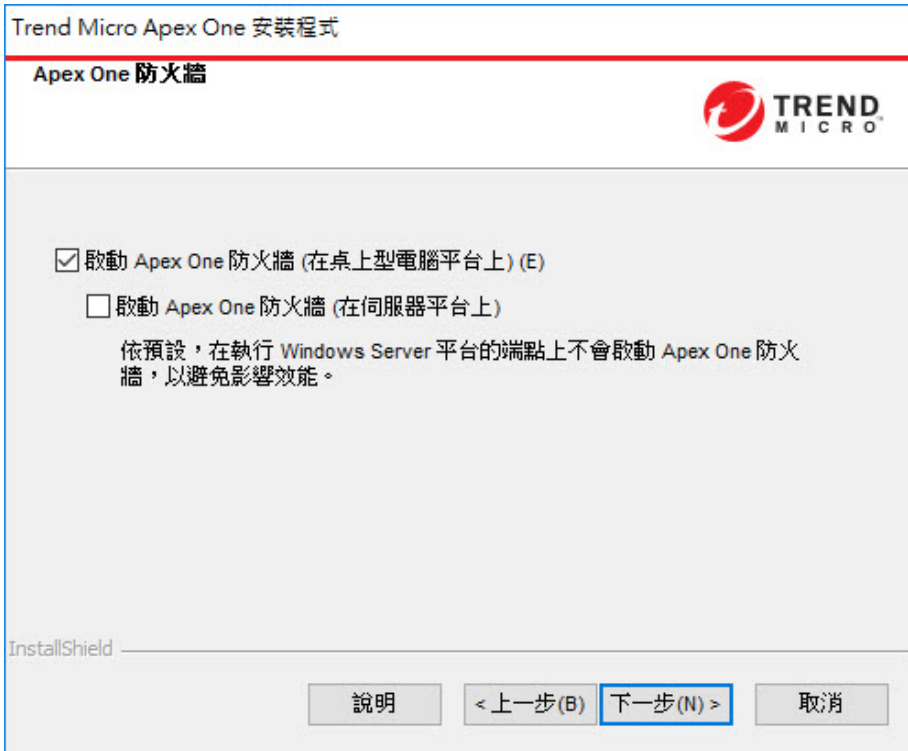 Trend Micro Apex One 安裝程式
Apex One 防火牆
TREND
MICRO™
啟動 Apex One 防火牆 (在桌上型電腦平台上) (E)
啟動 Apex One 防火牆 (在伺服器平台上)
依預設，在執行 Windows Server 平台的端點上不會啟動 Apex One 防火
牆，以避免影響效能。
InstallShield
說明
< 上一步(B)
下一步(N) >
取消